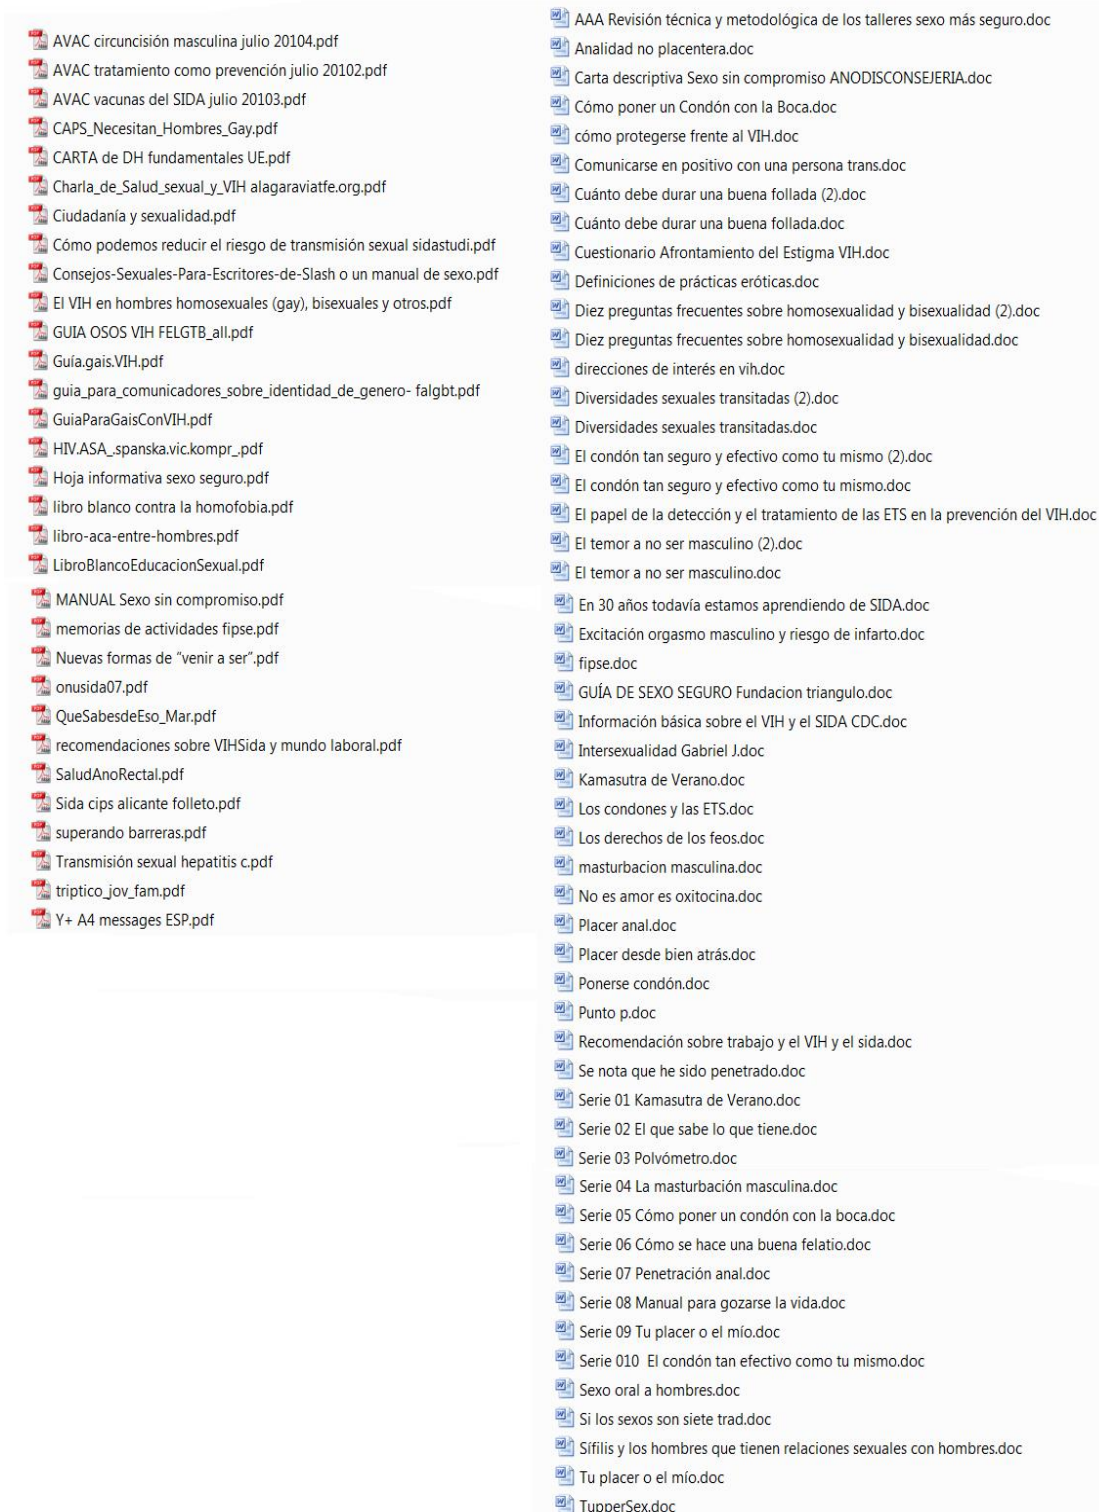 AVAC circuncisión masculina julio 20104.pdf
AVAC tratamiento como prevención julio 20102.pdf
AVAC vacunas del SIDA julio 20103.pdf
CAPS_Necesitan_Hombres_Gay.pdf
CARTA de DH fundamentales UE.pdf
Charla_de_Salud_sexual_y_VIH alagaraviatfe.org.pdf
Ciudadanía y sexualidad.pdf
Cómo podemos reducir el riesgo de transmisión sexual sidastudi.pdf
Consejos-Sexuales-Para-Escritores-de-Slash o un manual de sexo.pdf
El VIH en hombres homosexuales (gay), bisexuales y otros.pdf
GUIA OSOS VIH FELGTB_all.pdf
Guía.gais.VIH.pdf
guia_para_comunicadores_sobre_identidad_de_genero- falgbt.pdf
GuiaParaGaisConVIH.pdf
HIV.ASA_.spanska.vic.kompr_.pdf
Hoja informativa sexo seguro.pdf
libro blanco contra la homofobia.pdf
libro-aca-entre-hombres.pdf
LibroBlancoEducacionSexual.pdf
MANUAL Sexo sin compromiso.pdf
memorias de actividades fipse.pdf
Nuevas formas de “venir a ser”.pdf
onusida07.pdf
QueSabesdeEso_Mar.pdf
recomendaciones sobre VIHSida y mundo laboral.pdf
SaludAnoRectal.pdf
Sida cips alicante folleto.pdf
superando barreras.pdf
Transmisión sexual hepatitis c.pdf
triptico_jov_fam.pdf
Y+ A4 messages ESP.pdf
AAA Revisión técnica y metodológica de los talleres sexo más seguro.doc
Analidad no placentera.doc
Carta descriptiva Sexo sin compromiso ANODISCONSEJERIA.doc
Cómo poner un Condón con la Boca.doc
cómo protegerse frente al VIH.doc
Comunicarse en positivo con una persona trans.doc
Cuánto debe durar una buena follada (2).doc
Cuánto debe durar una buena follada.doc
Cuestionario Afrontamiento del Estigma VIH.doc
Definiciones de prácticas eróticas.doc
Diez preguntas frecuentes sobre homosexualidad y bisexualidad (2).doc
Diez preguntas frecuentes sobre homosexualidad y bisexualidad.doc
direcciones de interés en vih.doc
Diversidades sexuales transitadas (2).doc
Diversidades sexuales transitadas.doc
El condón tan seguro y efectivo como tu mismo (2).doc
El condón tan seguro y efectivo como tu mismo.doc
El papel de la detección y el tratamiento de las ETS en la prevención del VIH.doc
El temor a no ser masculino (2).doc
El temor a no ser masculino.doc
En 30 años todavía estamos aprendiendo de SIDA.doc
Excitación orgasmo masculino y riesgo de infarto.doc
fipse.doc
GUÍA DE SEXO SEGURO Fundacion triangulo.doc
Información básica sobre el VIH y el SIDA CDC.doc
Intersexualidad Gabriel J.doc
Kamasutra de Verano.doc
Los condones y las ETS.doc
Los derechos de los feos.doc
masturbacion masculina.doc
No es amor es oxitocina.doc
Placer anal.doc
Placer desde bien atrás.doc
Ponerse condón.doc
Punto p.doc
Recomendación sobre trabajo y el VIH y el sida.doc
Se nota que he sido penetrado.doc
Serie 01 Kamasutra de Verano.doc
Serie 02 El que sabe lo que tiene.doc
Serie 03 Polvómetro.doc
Serie 04 La masturbación masculina.doc
Serie 05 Cómo poner un condón con la boca.doc
Serie 06 Cómo se hace una buena felatio.doc
Serie 07 Penetración anal.doc
Serie 08 Manual para gozarse la vida.doc
Serie 09 Tu placer o el mío.doc
Serie 010  El condón tan efectivo como tu mismo.doc
Sexo oral a hombres.doc
Si los sexos son siete trad.doc
Sífilis y los hombres que tienen relaciones sexuales con hombres.doc
Tu placer o el mío.doc
TupperSex.doc